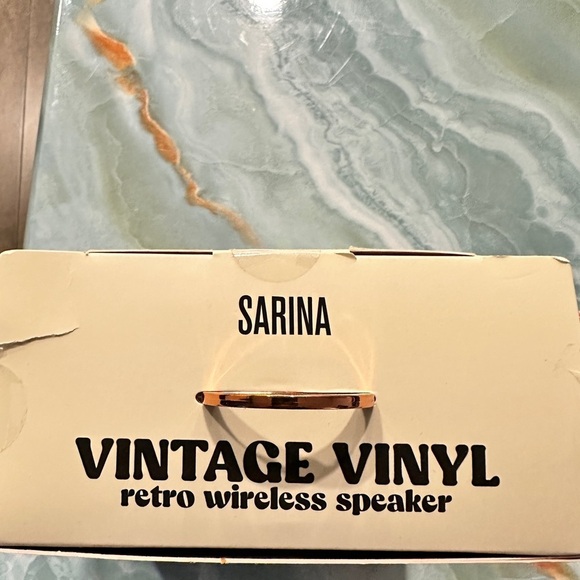 SARINA
VINTAGE VINYL
retro wireless speaker